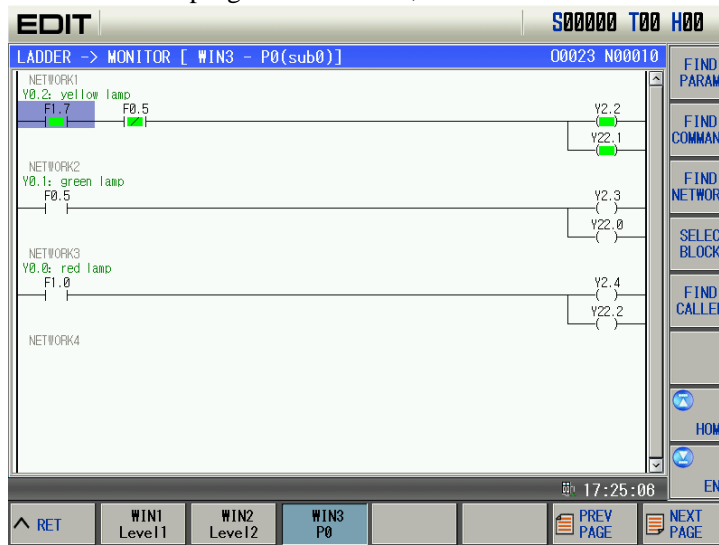 EDIT S00000 T00 H00
LADDER -> MONITOR [ WIN3 - P0(sub0)] O0023 N00010
NETWORK1
Y0.2: yellow lamp
F1.7 F0.5 Y2.2
Y22.1
NETWORK2
Y0.1: green lamp
F0.5 Y2.3
Y22.0
NETWORK3
Y0.0: red lamp
F1.0 Y2.4
Y22.2
NETWORK4
FIND
PARAM
FIND
COMMAN
FIND
NETWOR
SELEC
BLOCK
FIND
CALLE
HOM
EN
17:25:06
RET
WIN1
Level1
WIN2
Level2
WIN3
P0
PREV
PAGE
NEXT
PAGE